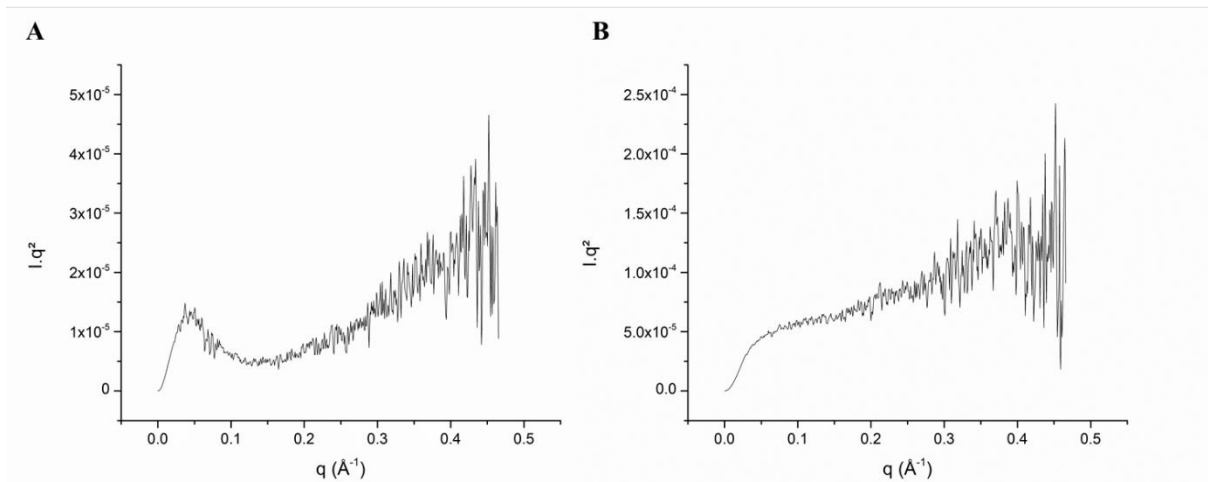 A
5x10⁻⁵
4x10⁻⁵
3x10⁻⁵
2x10⁻⁵
1x10⁻⁵
0
I.q²
0.0 0.1 0.2 0.3 0.4 0.5
q (Å⁻¹)
B
2.5x10⁻⁴
2.0x10⁻⁴
1.5x10⁻⁴
1.0x10⁻⁴
5.0x10⁻⁵
0.0
I.q²
0.0 0.1 0.2 0.3 0.4 0.5
q (Å⁻¹)